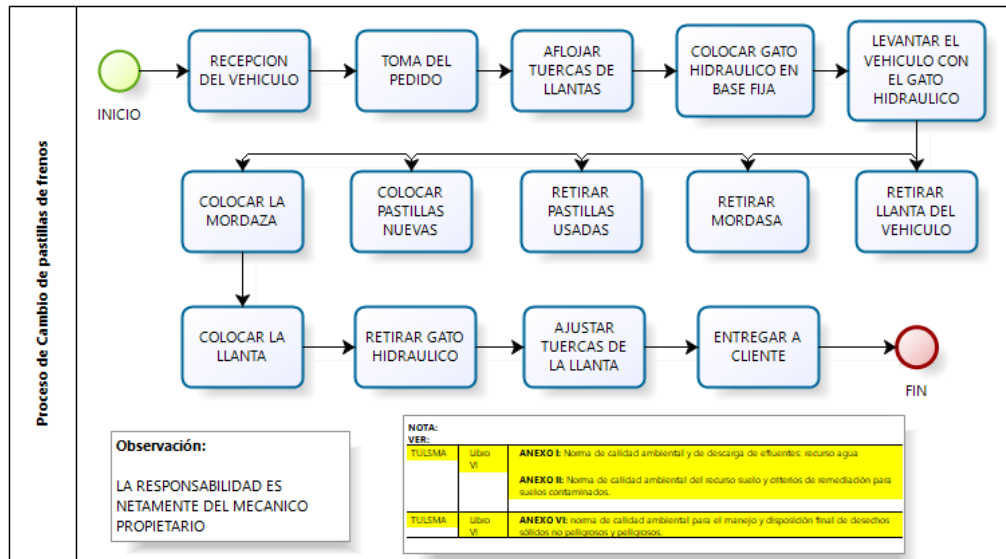 Proceso de Cambio de pastillas de frenos
INICIO
RECEPCION
DEL VEHICULO
TOMA DEL
PEDIDO
AFLOJAR
TUERCAS DE
LLANTAS
COLOCAR GATO
HIDRAULICO EN
BASE FIJA
LEVANTAR EL
VEHICULO CON
EL GATO
HIDRAULICO
COLOCAR LA
MORDAZA
COLOCAR
PASTILLAS
NUEVAS
RETIRAR
PASTILLAS
USADAS
RETIRAR
MORDASA
RETIRAR
LLANTA DEL
VEHICULO
COLOCAR LA
LLANTA
RETIRAR GATO
HIDRAULICO
AJUSTAR
TUERCAS DE
LA LLANTA
ENTREGAR A
CLIENTE
FIN
Observación:
LA RESPONSABILIDAD ES
NETAMENTE DEL MECANICO
PROPIETARIO
NOTA:
VER:
TULSMA
Libro
VI
ANEXO I: Norma de calidad ambiental y de descarga de efluentes: recurso agua
ANEXO II: Norma de calidad ambiental del recurso suelo y criterios de remediación para
suelos contaminados.
TULSMA
Libro
VI
ANEXO VI: norma de calidad ambiental para el manejo y disposición final de desechos
sólidos no peligrosos y peligrosos.